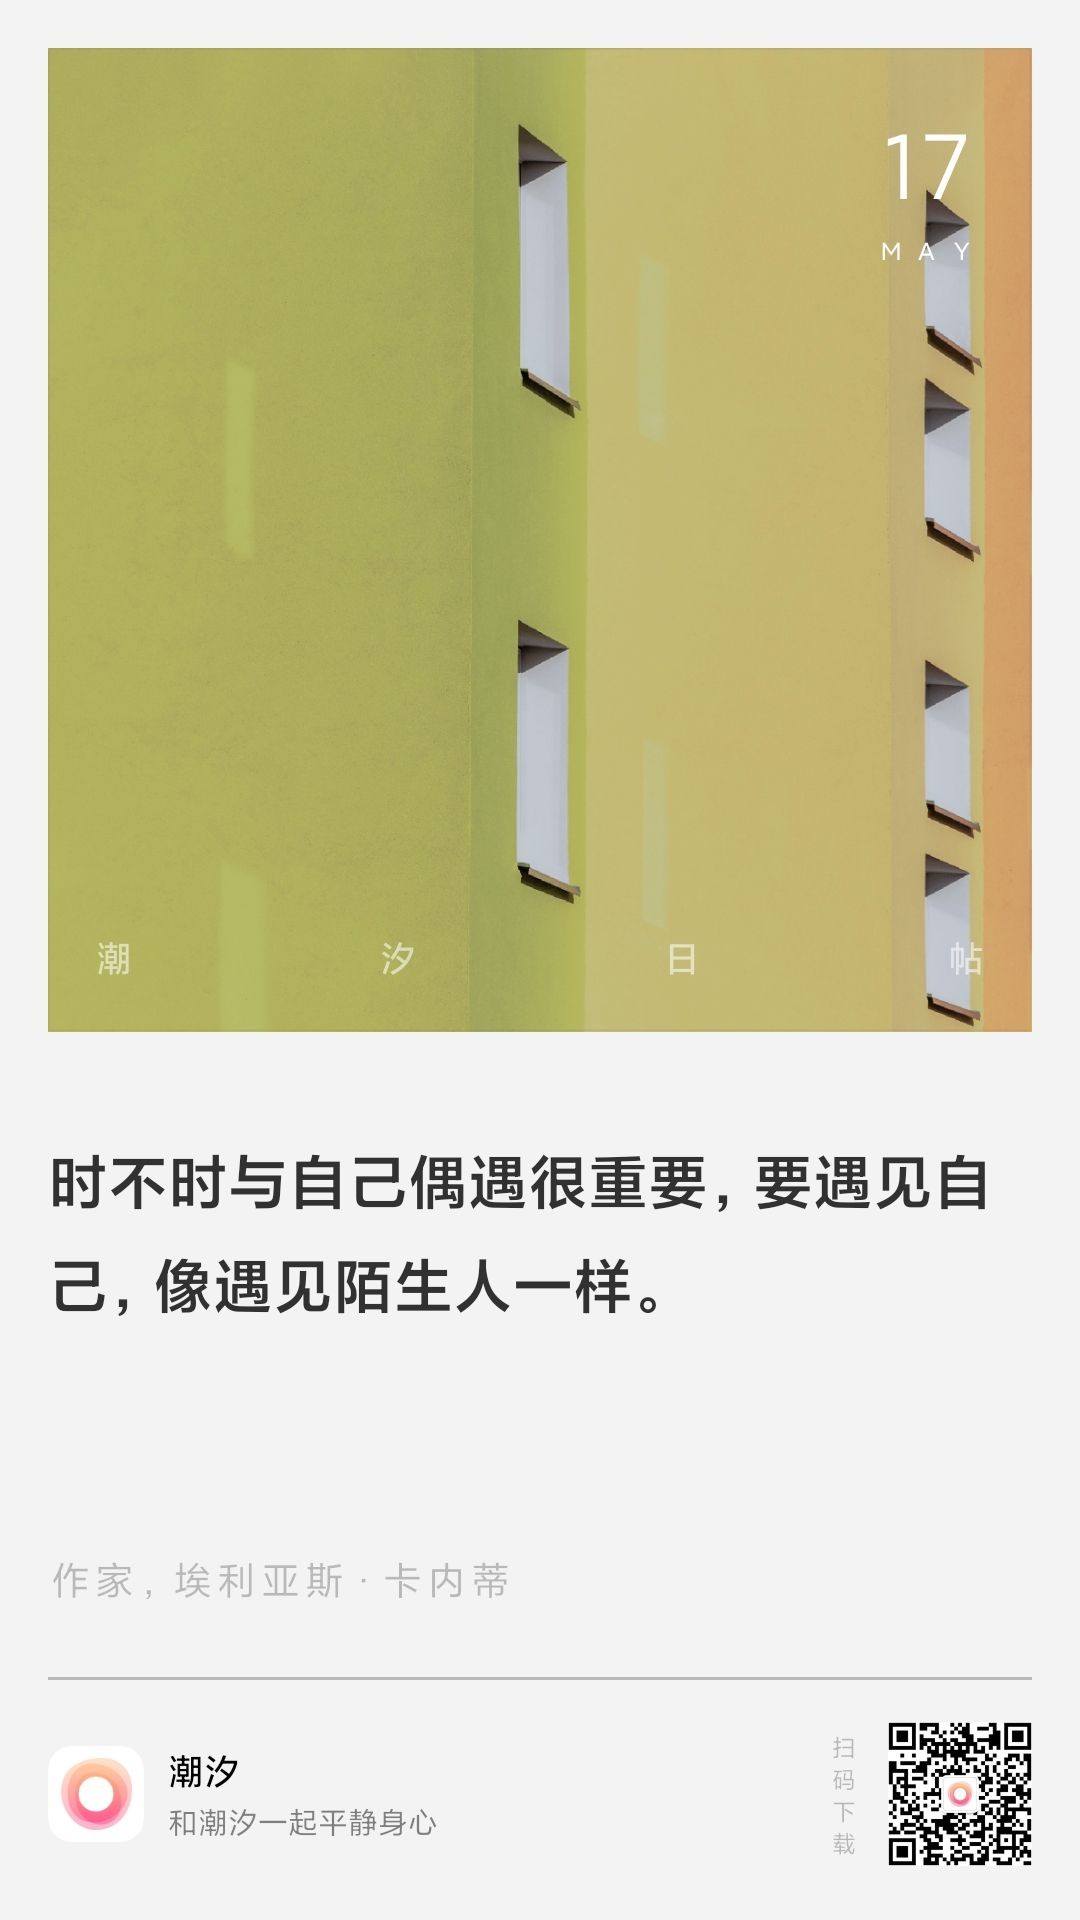 17
MAY
潮汐日帖
时不时与自己偶遇很重要，要遇见自
己，像遇见陌生人一样。
作家，埃利亚斯·卡内蒂
潮汐
和潮汐一起平静身心
扫码下载